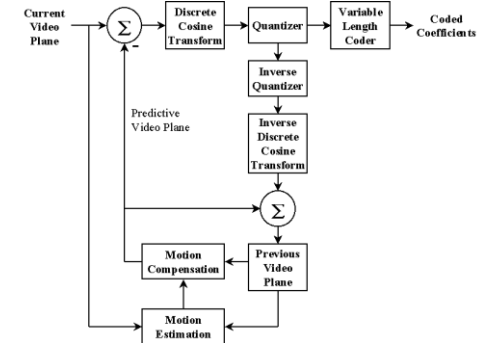 Current
Video
Plane
Σ
-
Discrete
Cosine
Transform
Quantizer
Variable
Length
Coder
Coded
Coefficients
Inverse
Quantizer
Predictive
Video Plane
Inverse
Discrete
Cosine
Transform
Σ
Motion
Compensation
Previous
Video
Plane
Motion
Estimation